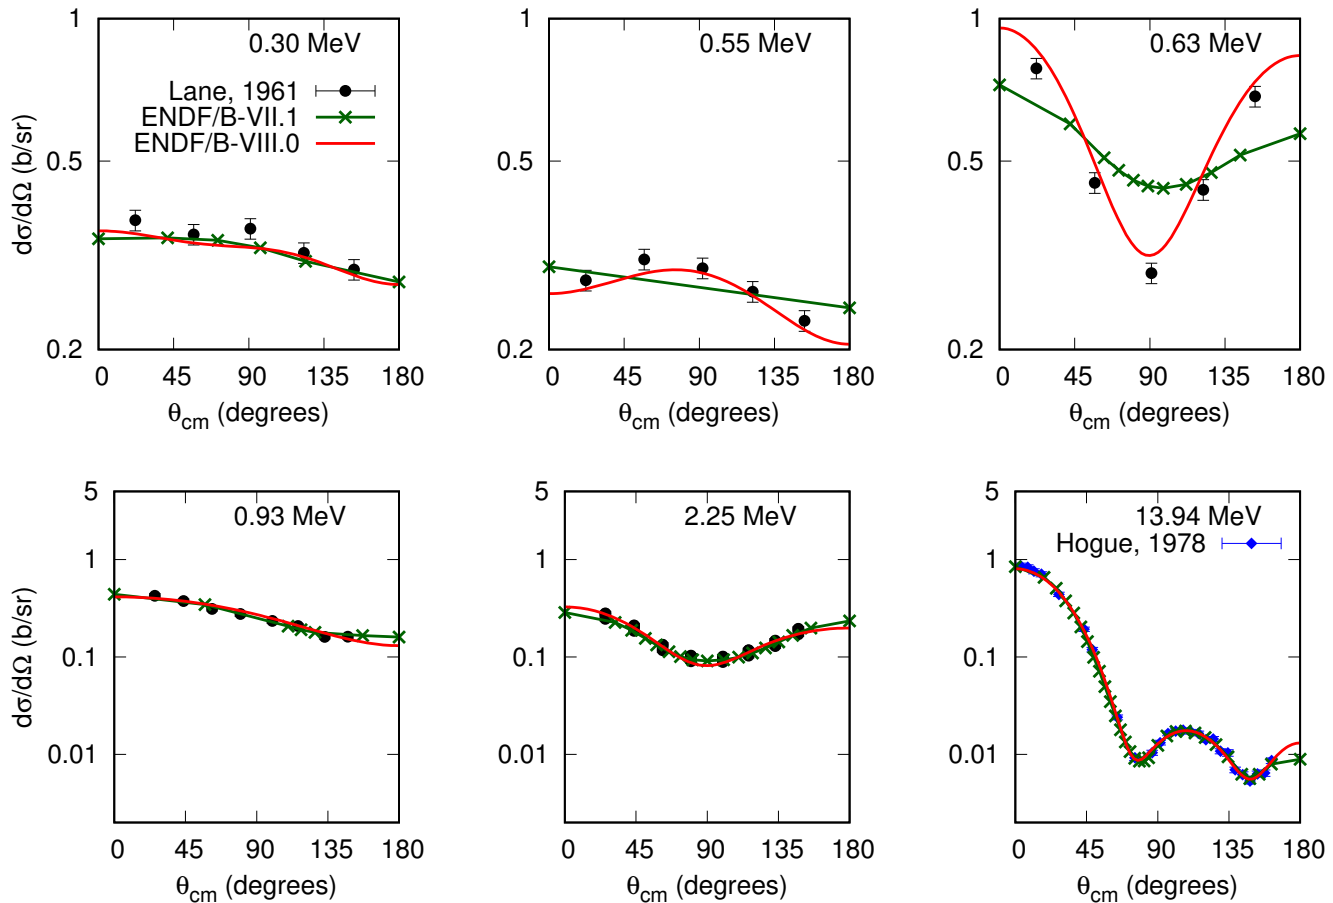 1
0.5
0.2
dσ/dΩ (b/sr)
0.30 MeV
Lane, 1961
ENDF/B-VII.1
ENDF/B-VIII.0
0 45 90 135 180
θcm (degrees)
1
0.5
0.2
0.55 MeV
0 45 90 135 180
θcm (degrees)
1
0.5
0.2
0.63 MeV
0 45 90 135 180
θcm (degrees)
5
1
0.1
0.01
dσ/dΩ (b/sr)
0.93 MeV
0 45 90 135 180
θcm (degrees)
5
1
0.1
0.01
2.25 MeV
0 45 90 135 180
θcm (degrees)
5
1
0.1
0.01
13.94 MeV
Hogue, 1978
0 45 90 135 180
θcm (degrees)